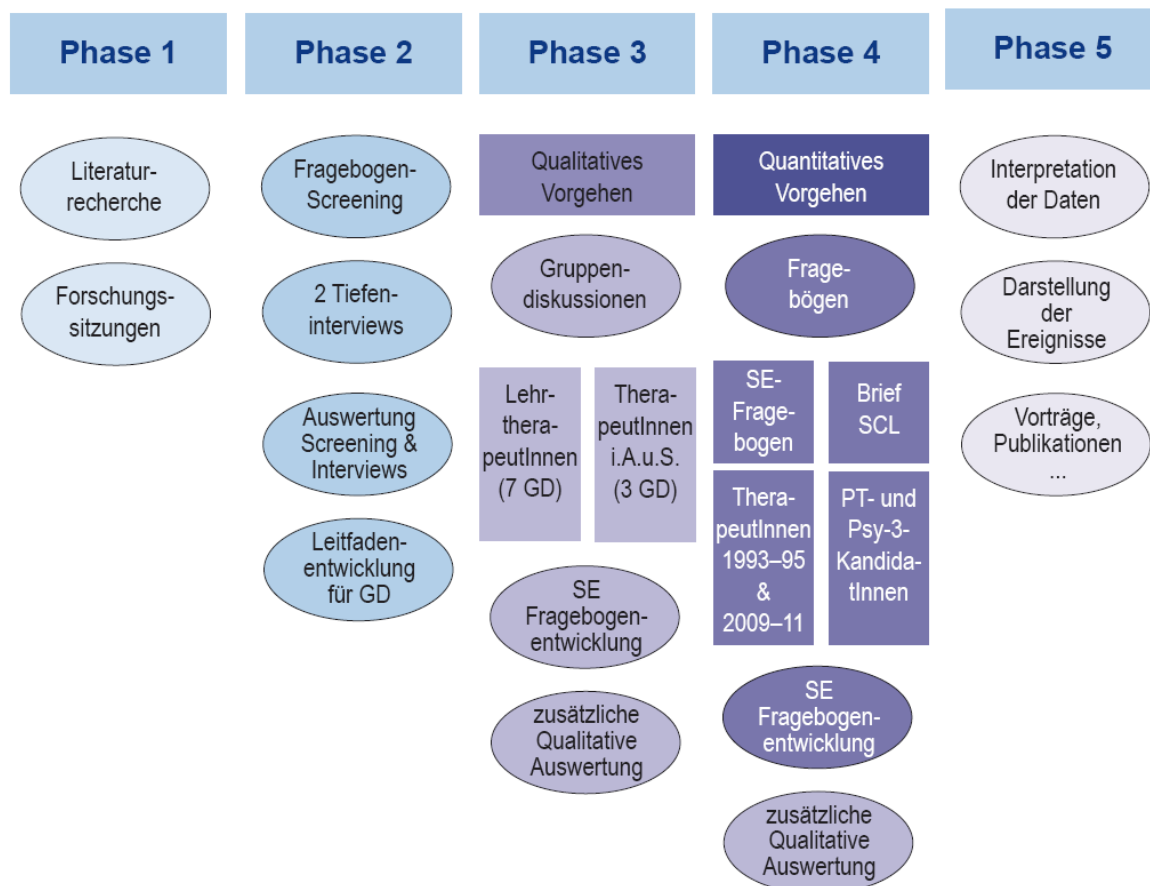 Phase 1
Literatur-
recherche
Forschungs-
sitzungen
Phase 2
Fragebogen-
Screening
2 Tiefen-
interviews
Auswertung
Screening &
Interviews
Leitfaden-
entwicklung
für GD
Phase 3
Qualitatives
Vorgehen
Gruppen-
diskussionen
Lehr-
thera-
peutInnen
(7 GD)
Thera-
peutInnen
i.A.u.S.
(3 GD)
SE
Fragebogen-
entwicklung
zusätzliche
Qualitative
Auswertung
Phase 4
Quantitatives
Vorgehen
Frage-
bögen
SE-
Frage-
bogen
Brief
SCL
Thera-
peutInnen
1993–95
&
2009–11
PT- und
Psy-3-
Kandida-
tInnen
SE
Fragebogen-
entwicklung
zusätzliche
Qualitative
Auswertung
Phase 5
Interpretation
der Daten
Darstellung
der
Ereignisse
Vorträge,
Publikationen
...